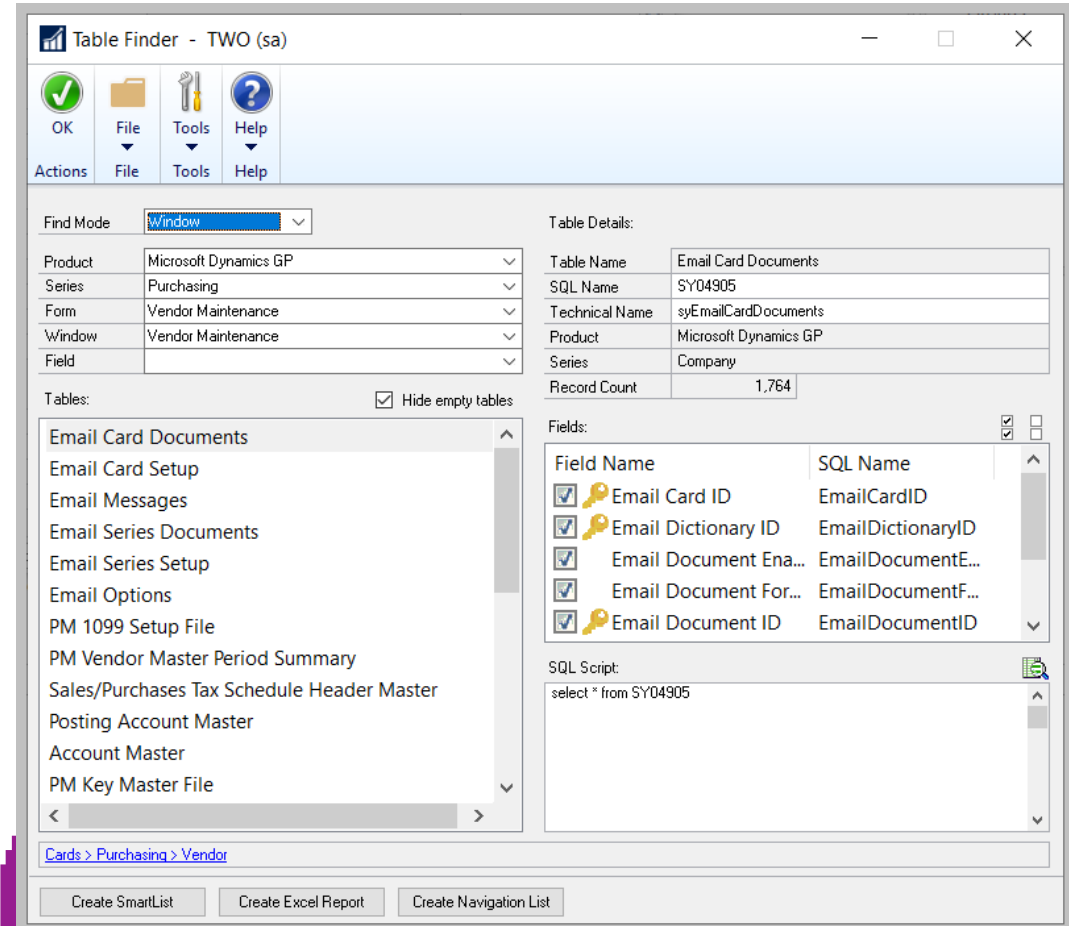 Table Finder - TWO (sa)
OK
File
Tools
Help
Actions
File
Tools
Help
Find Mode
Window
Product
Microsoft Dynamics GP
Series
Purchasing
Form
Vendor Maintenance
Window
Vendor Maintenance
Field
Tables:
Hide empty tables
Email Card Documents
Email Card Setup
Email Messages
Email Series Documents
Email Series Setup
Email Options
PM 1099 Setup File
PM Vendor Master Period Summary
Sales/Purchases Tax Schedule Header Master
Posting Account Master
Account Master
PM Key Master File
Table Details:
Table Name
Email Card Documents
SQL Name
SY04905
Technical Name
syEmailCardDocuments
Product
Microsoft Dynamics GP
Series
Company
Record Count
1,764
Fields:
Field Name
SQL Name
Email Card ID
EmailCardID
Email Dictionary ID
EmailDictionaryID
Email Document Ena...
EmailDocumentE...
Email Document For...
EmailDocumentF...
Email Document ID
EmailDocumentID
SQL Script:
select * from SY04905
Cards > Purchasing > Vendor
Create SmartList
Create Excel Report
Create Navigation List